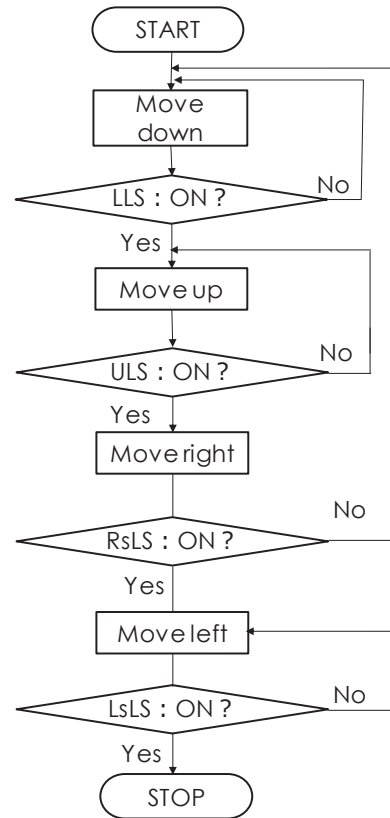 START
Move
down
LLS : ON ?
No
Yes
Move up
No
ULS : ON ?
Yes
Move right
No
RsLS : ON ?
Yes
Move left
No
LsLS : ON ?
Yes
STOP